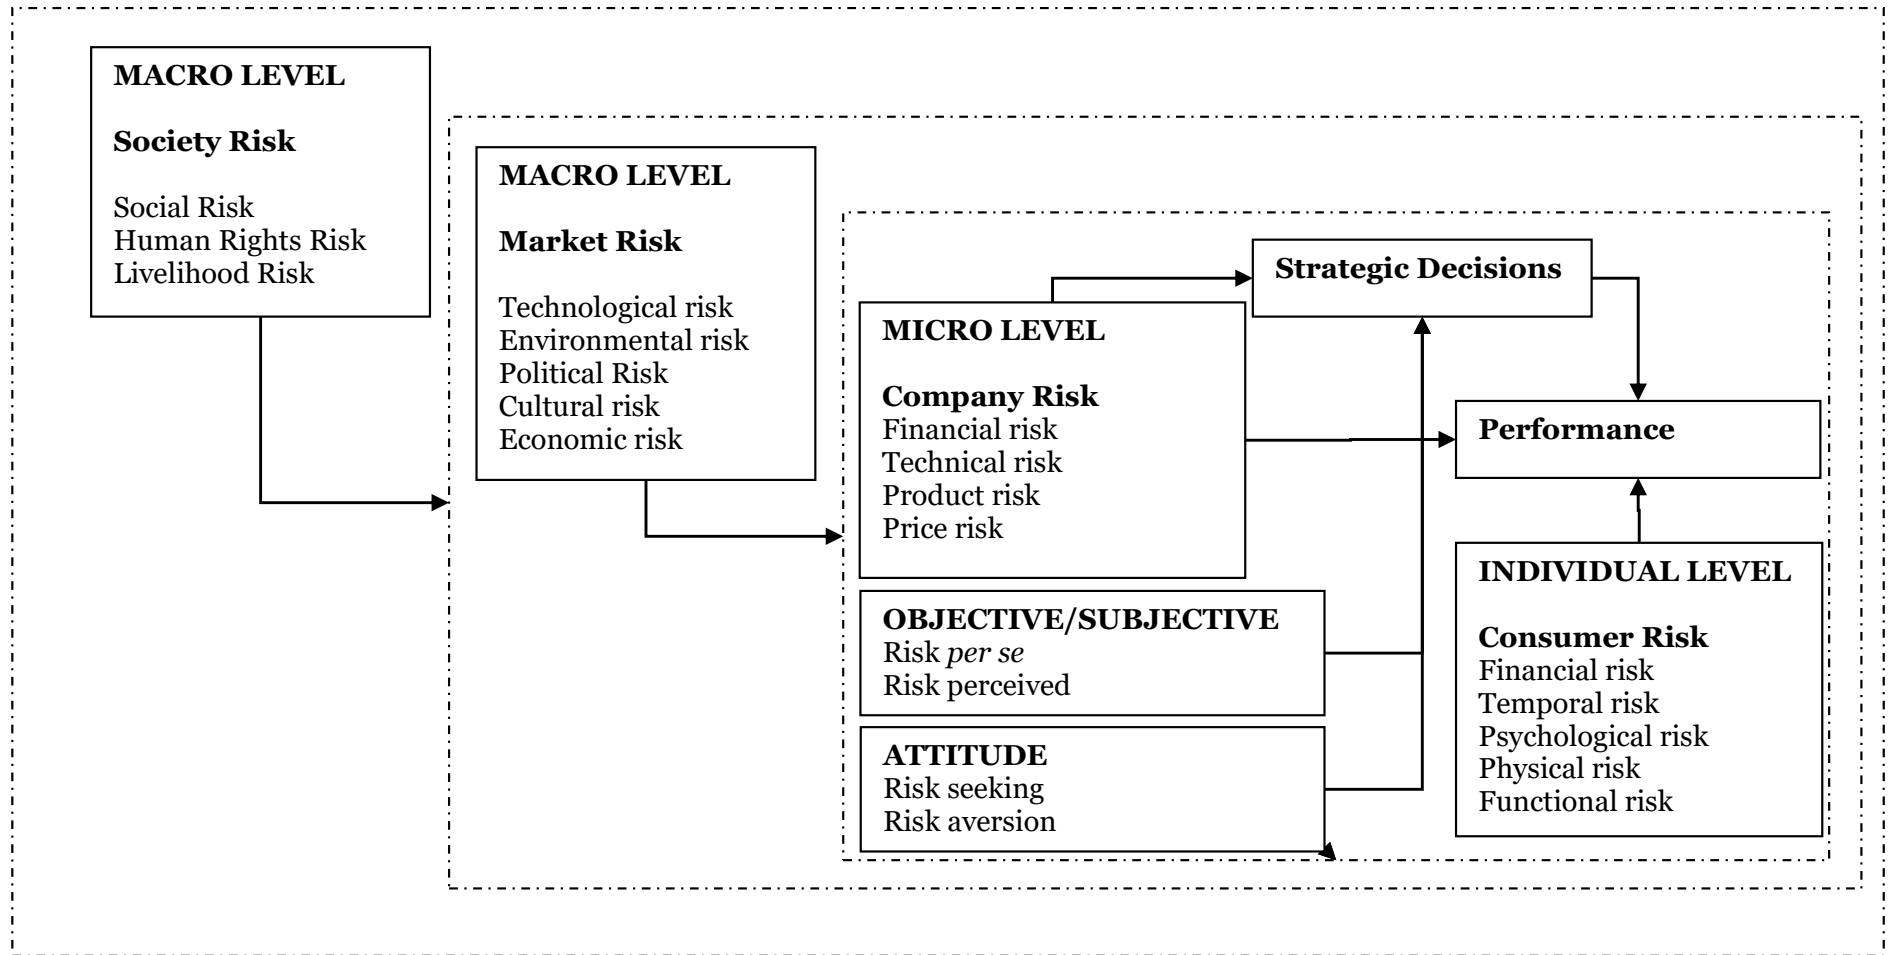 MACRO LEVEL
Society Risk
Social Risk
Human Rights Risk
Livelihood Risk
MACRO LEVEL
Market Risk
Technological risk
Environmental risk
Political Risk
Cultural risk
Economic risk
MICRO LEVEL
Company Risk
Financial risk
Technical risk
Product risk
Price risk
OBJECTIVE/SUBJECTIVE
Risk per se
Risk perceived
ATTITUDE
Risk seeking
Risk aversion
Strategic Decisions
Performance
INDIVIDUAL LEVEL
Consumer Risk
Financial risk
Temporal risk
Psychological risk
Physical risk
Functional risk